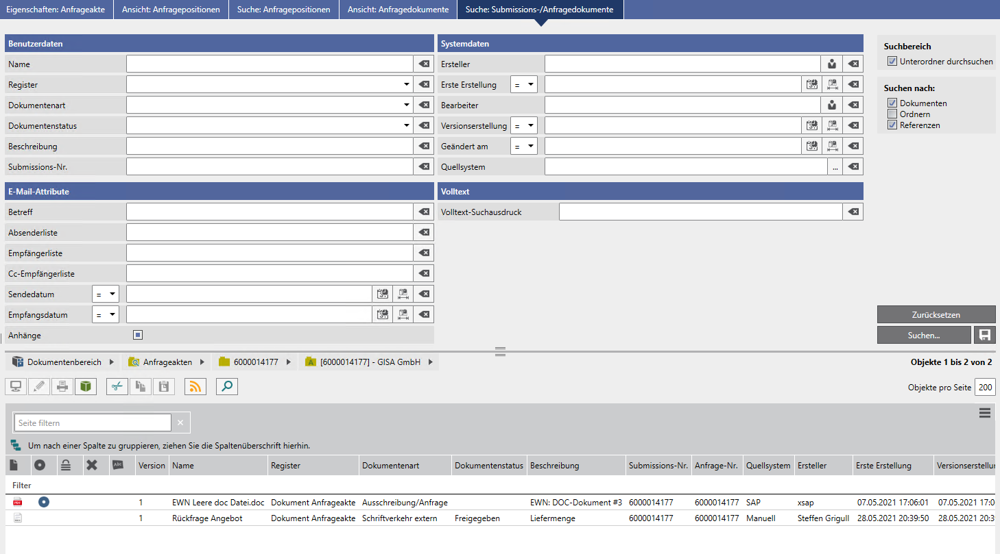 Eigenschaften: Anfrageakte Ansicht: Anfragepositionen Suche: Anfragepositionen Ansicht: Anfragedokumente Suche: Submissions-/Anfragedokumente
Benutzerdaten
Name
Register
Dokumentenart
Dokumentenstatus
Beschreibung
Submissions-Nr.
E-Mail-Attribute
Betreff
Absenderliste
Empfängerliste
Cc-Empfängerliste
Sendedatum =
Empfangsdatum =
Anhänge
Systemdaten
Ersteller
Erste Erstellung =
Bearbeiter
Versionserstellung =
Geändert am =
Quellsystem ...
Volltext
Volltext-Suchausdruck
Suchbereich
Unterordner durchsuchen
Suchen nach:
Dokumenten
Ordnern
Referenzen
Zurücksetzen
Suchen...
Dokumentenbereich Anfrageakten 6000014177 [6000014177] - GISA GmbH Objekte 1 bis 2 von 2
Objekte pro Seite 200
Seite filtern
Um nach einer Spalte zu gruppieren, ziehen Sie die Spaltenüberschrift hierhin.
Version Name Register Dokumentenart Dokumentenstatus Beschreibung Submissions-Nr. Anfrage-Nr. Quellsystem Ersteller Erste Erstellung Versionserstellu
Filter
1 EWN Leere doc Datei.doc Dokument Anfrageakte Ausschreibung/Anfrage EWN: DOC-Dokument #3 6000014177 6000014177 SAP xsap 07.05.2021 17:06:01 07.05.2021 17:0
1 Rückfrage Angebot Dokument Anfrageakte Schriftverkehr extern Freigegeben Liefermenge 6000014177 6000014177 Manuell Steffen Grigull 28.05.2021 20:39:50 28.05.2021 20:3